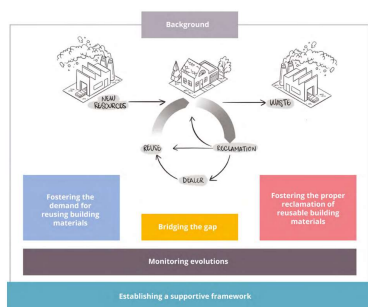 Background
NEW
RESOURCES
WASTE
REUSE
RECLAMATION
DEALER
Fostering the
demand for
reusing building
materials
Bridging the gap
Fostering the proper
reclamation of
reusable building
materials
Monitoring evolutions
Establishing a supportive framework